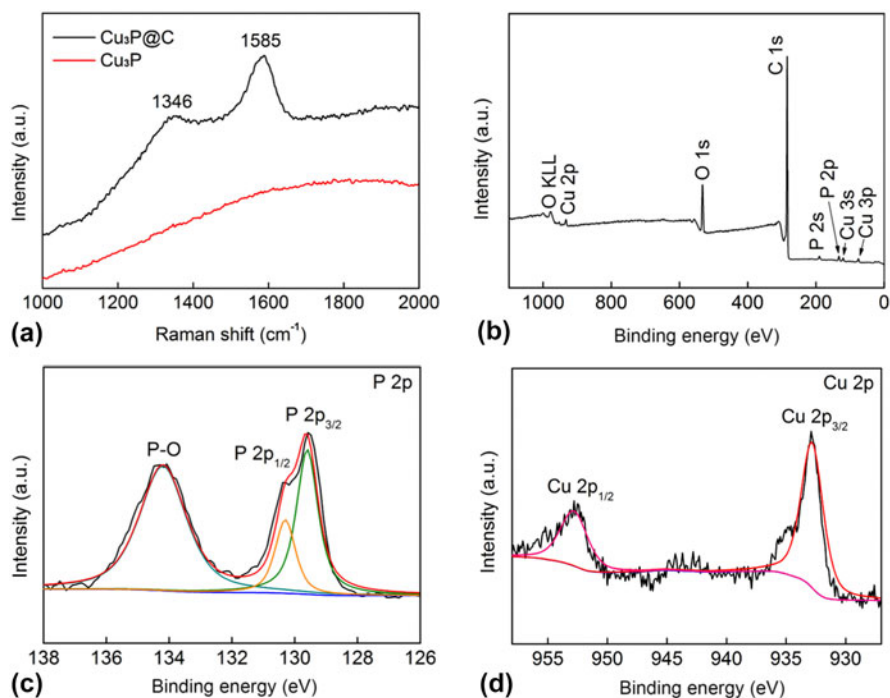 Cu₃P@C
Cu₃P
1585
1346
Intensity (a.u.)
1000 1200 1400 1600 1800 2000
Raman shift (cm⁻¹)
(a)
C 1s
O 1s
O KLL
Cu 2p
P 2s
P 2p
Cu 3s
Cu 3p
Intensity (a.u.)
1000 800 600 400 200 0
Binding energy (eV)
(b)
P 2p
P 2p₃/₂
P 2p₁/₂
P-O
Intensity (a.u.)
138 136 134 132 130 128 126
Binding energy (eV)
(c)
Cu 2p
Cu 2p₃/₂
Cu 2p₁/₂
Intensity (a.u.)
955 950 945 940 935 930
Binding energy (eV)
(d)